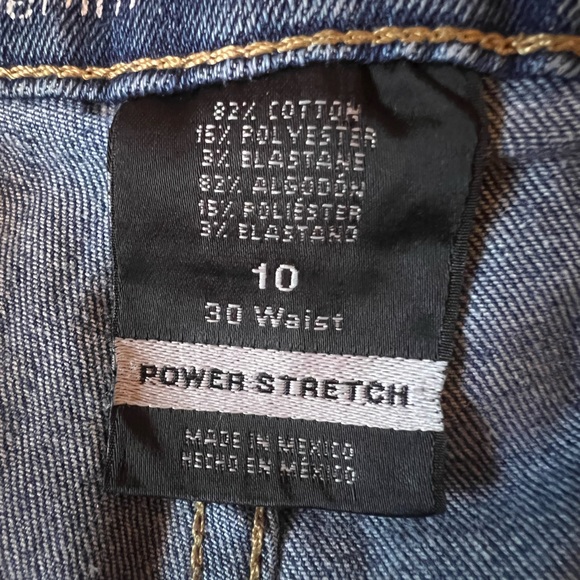 82% COTTON
15% POLYESTER
3% ELASTANE
82% ALGODÓN
15% POLIÉSTER
3% ELASTANO
10
30 Waist
POWER STRETCH
MADE IN MEXICO
HECHO EN MÉXICO